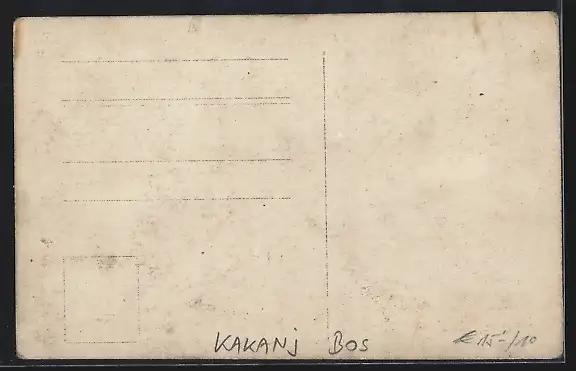 KAKANJ BOS
€ 15'-/10